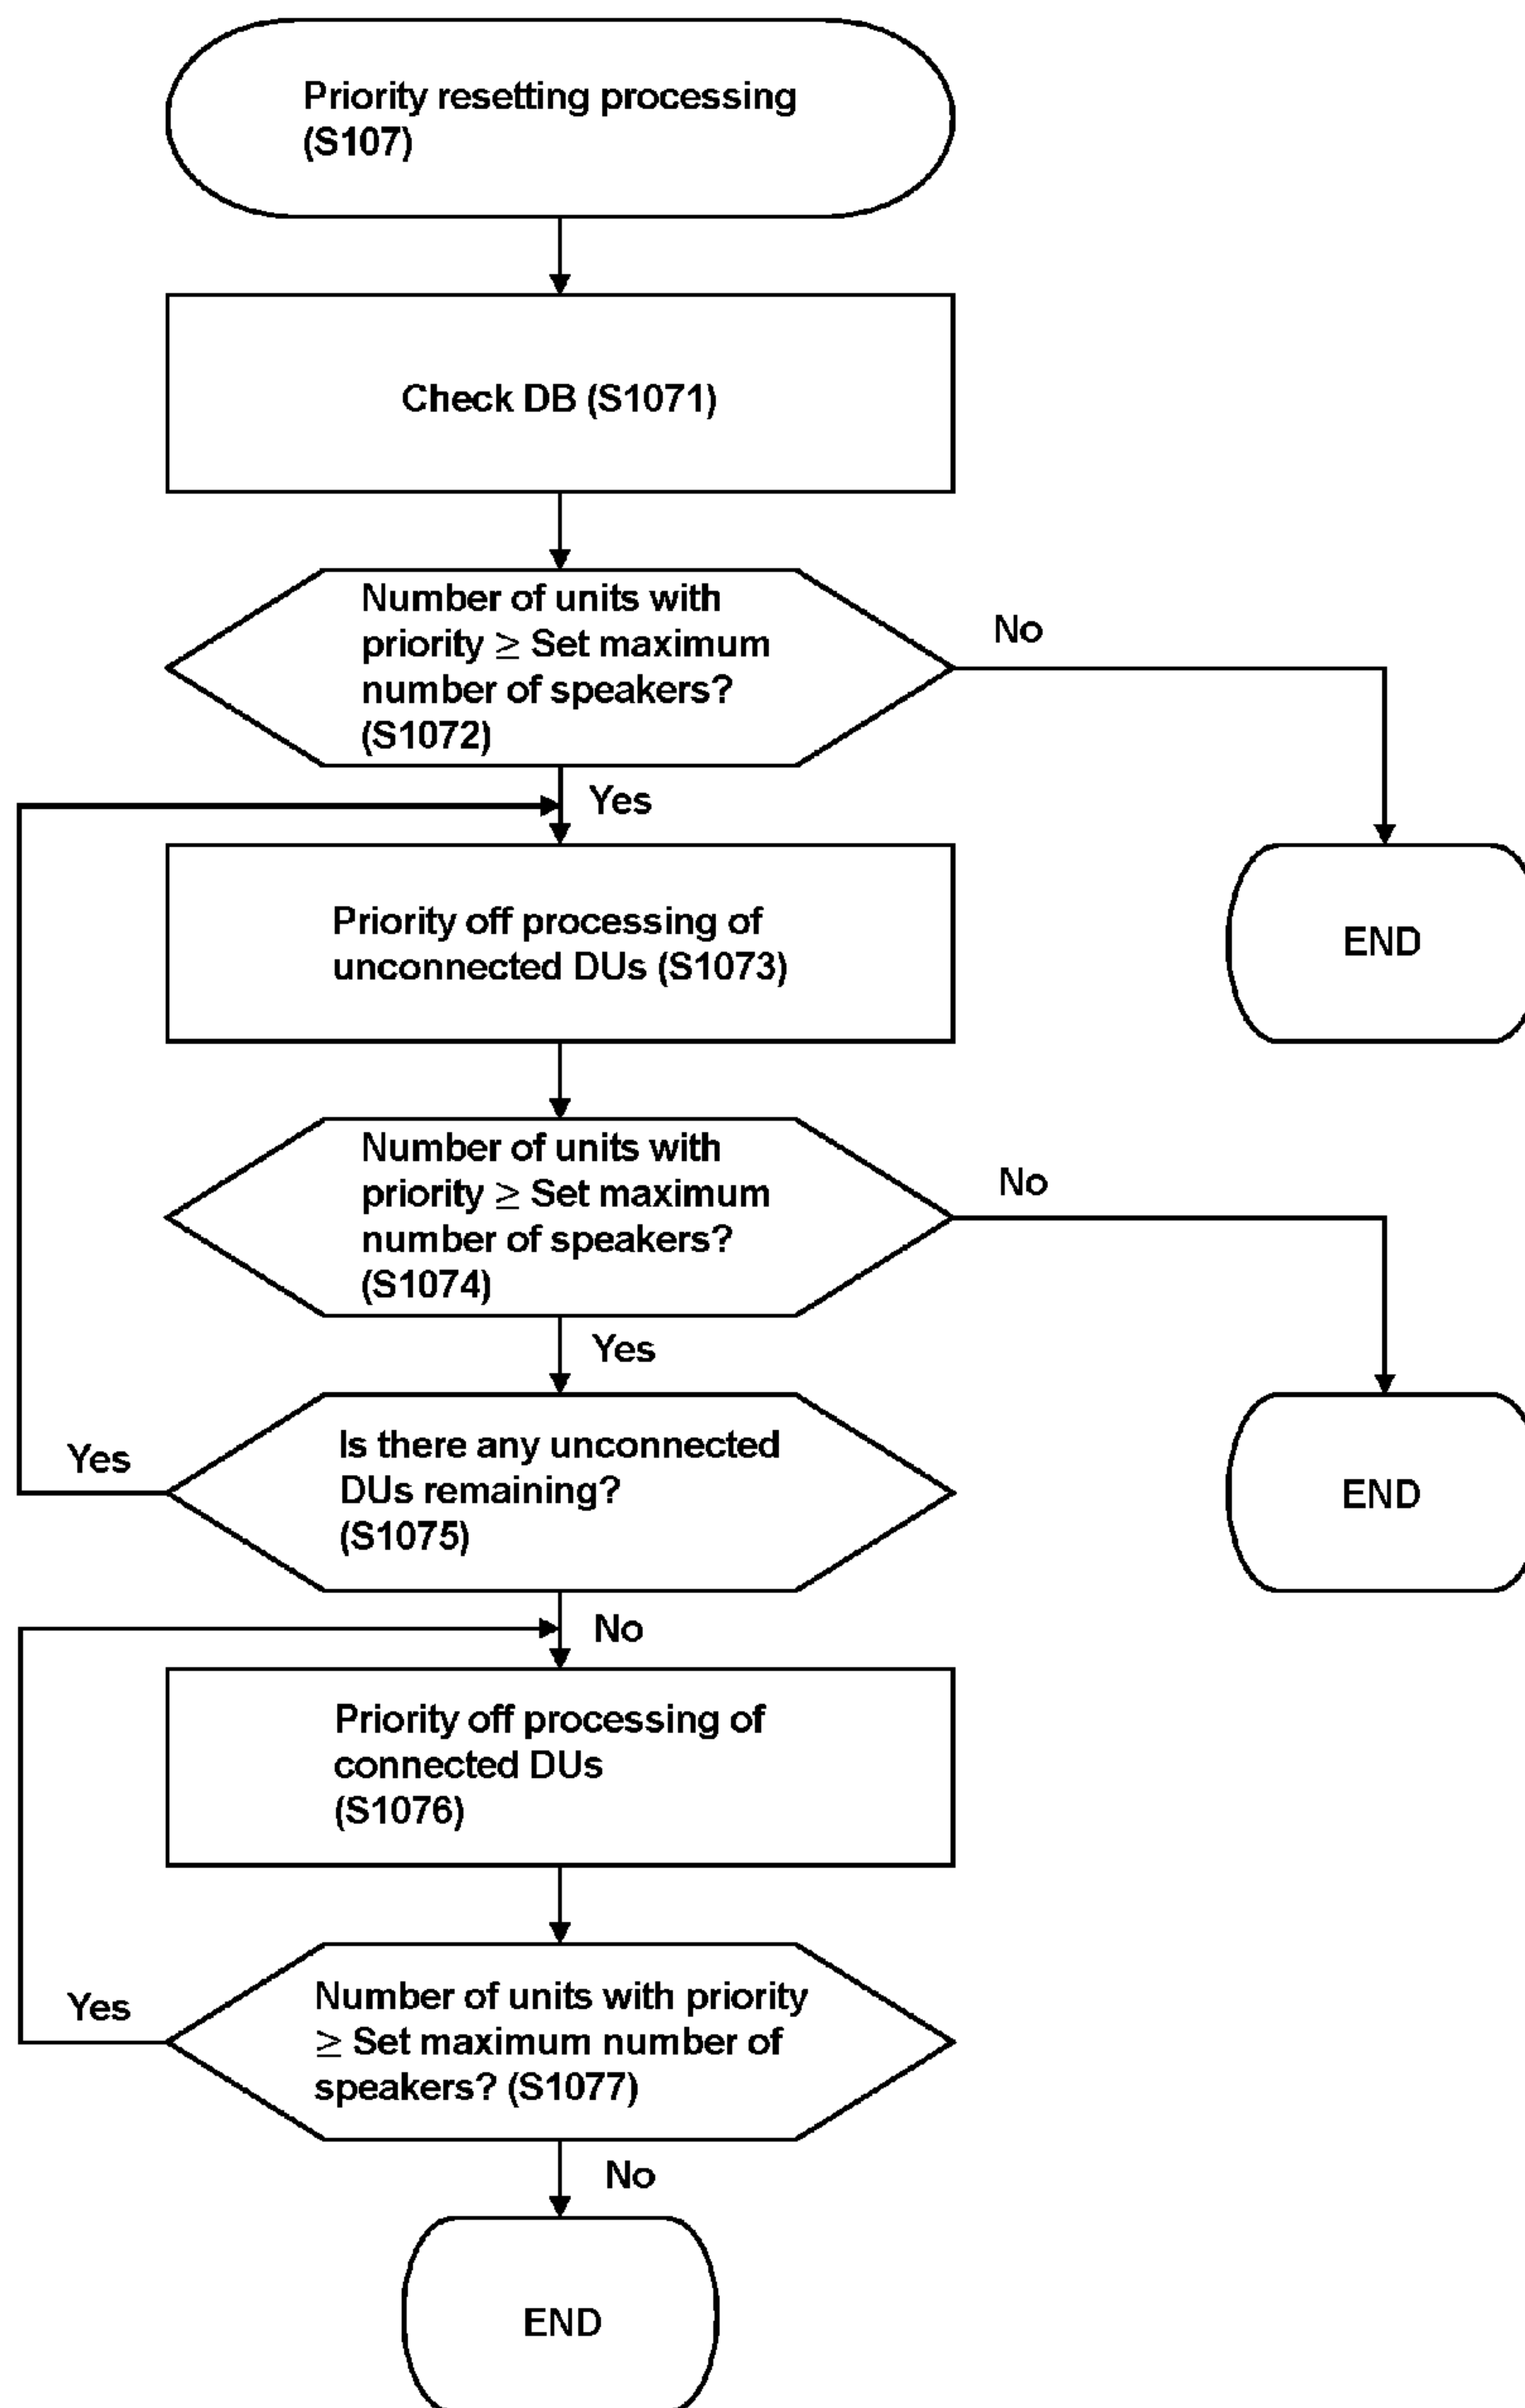 Priority resetting processing
(S107)
Check DB (S1071)
Number of units with
priority ≥ Set maximum
number of speakers?
(S1072)
No
Yes
Priority off processing of
unconnected DUs (S1073)
END
Number of units with
priority ≥ Set maximum
number of speakers?
(S1074)
No
Yes
Is there any unconnected
DUs remaining?
(S1075)
Yes
END
No
Priority off processing of
connected DUs
(S1076)
Number of units with priority
≥ Set maximum number of
speakers? (S1077)
Yes
No
END